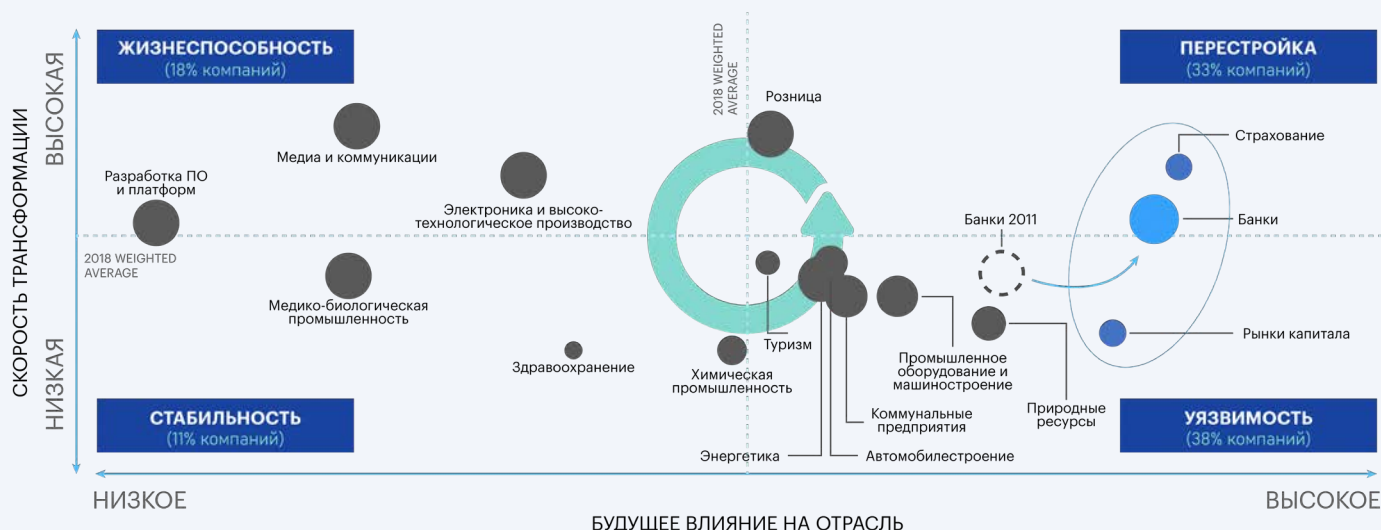 ЖИЗНЕСПОСОБНОСТЬ
(18% компаний)
ПЕРЕСТРОЙКА
(33% компаний)
СКОРОСТЬ ТРАНСФОРМАЦИИ
ВЫСОКАЯ
НИЗКАЯ
2018 WEIGHTED
AVERAGE
Розница
Страхование
Медиа и коммуникации
Разработка ПО
и платформ
Электроника и высоко-
технологическое производство
Банки 2011
Банки
2018 WEIGHTED
AVERAGE
Медико-биологическая
промышленность
Туризм
Рынки капитала
Здравоохранение
Химическая
промышленность
Промышленное
оборудование и
машиностроение
Природные
ресурсы
Коммунальные
предприятия
Энергетика
Автомобилестроение
СТАБИЛЬНОСТЬ
(11% компаний)
УЯЗВИМОСТЬ
(38% компаний)
НИЗКОЕ
ВЫСОКОЕ
БУДУЩЕЕ ВЛИЯНИЕ НА ОТРАСЛЬ